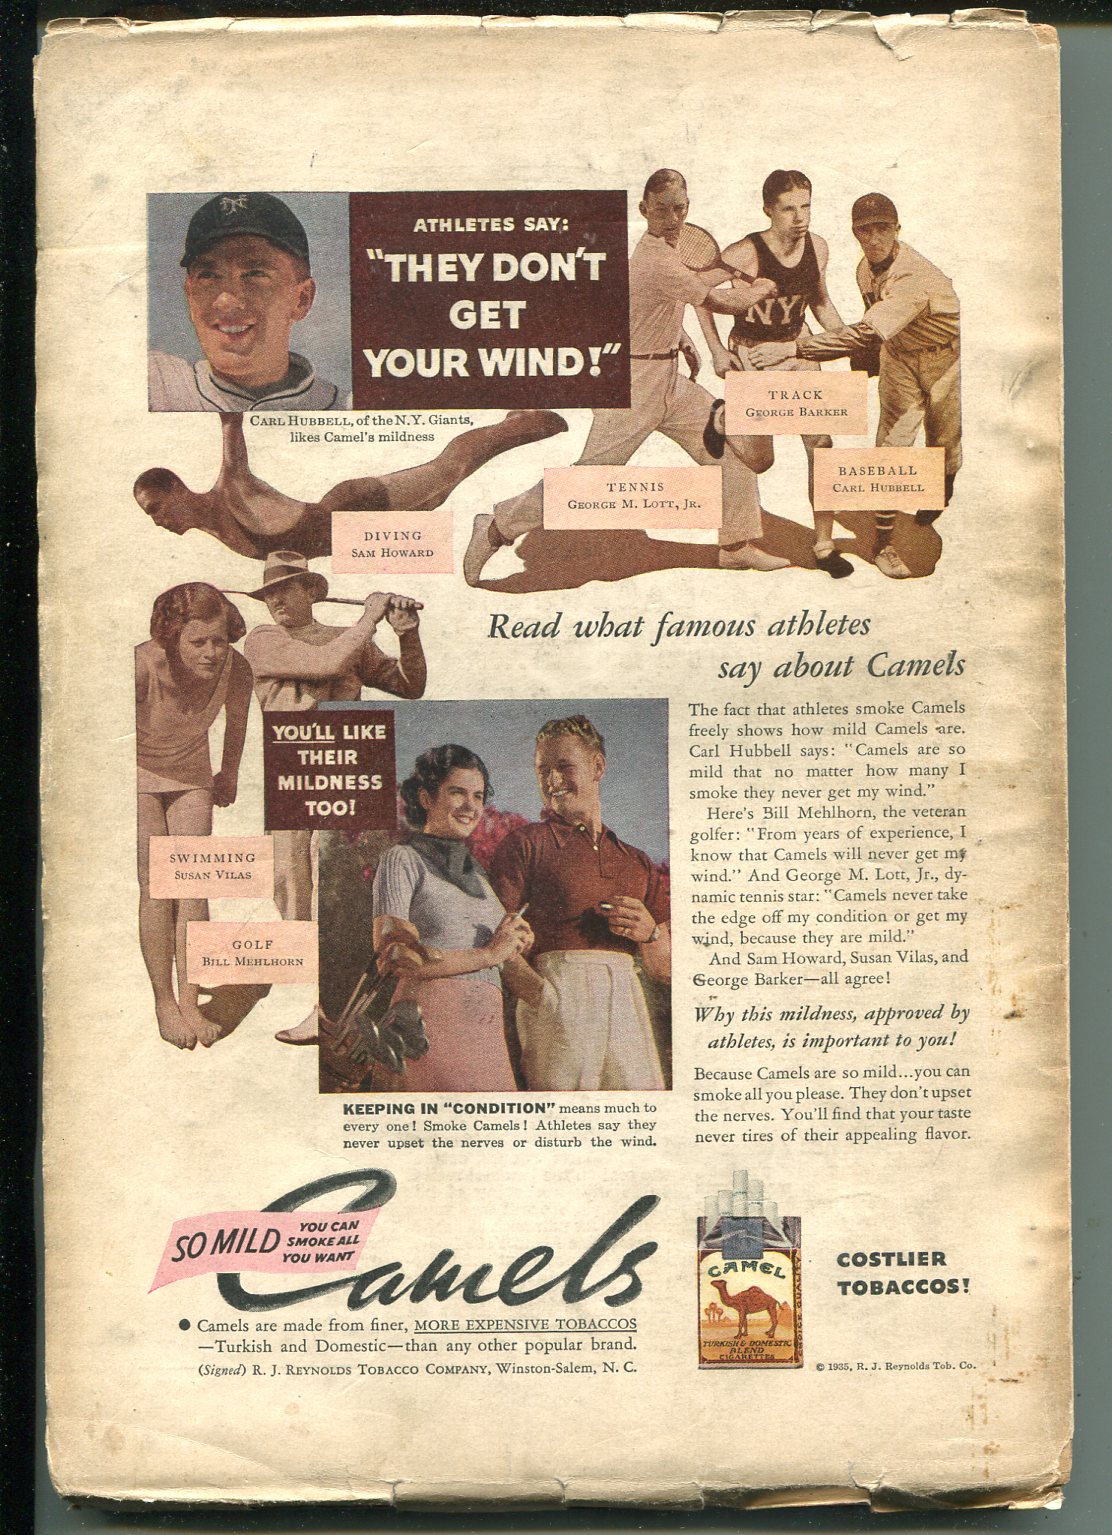 ATHLETES SAY:
"THEY DON'T
GET
YOUR WIND!"
CARL HUBBELL, of the N.Y. Giants,
likes Camel's mildness
NY
TRACK
GEORGE BARKER
BASEBALL
CARL HUBBELL
TENNIS
GEORGE M. LOTT, JR.
DIVING
SAM HOWARD
Read what famous athletes
say about Camels
YOU'LL LIKE
THEIR
MILDNESS
TOO!
SWIMMING
SUSAN VILAS
GOLF
BILL MEHLHORN
The fact that athletes smoke Camels
freely shows how mild Camels are.
Carl Hubbell says: "Camels are so
mild that no matter how many I
smoke they never get my wind."
Here's Bill Mehlhorn, the veteran
golfer: "From years of experience, I
know that Camels will never get my
wind." And George M. Lott, Jr., dy-
namic tennis star: "Camels never take
the edge off my condition or get my
wind, because they are mild."
And Sam Howard, Susan Vilas, and
George Barker—all agree!
Why this mildness, approved by
athletes, is important to you!
Because Camels are so mild...you can
smoke all you please. They don't upset
the nerves. You'll find that your taste
never tires of their appealing flavor.
KEEPING IN "CONDITION" means much to
every one! Smoke Camels! Athletes say they
never upset the nerves or disturb the wind.
SO MILD
YOU CAN
SMOKE ALL
YOU WANT
Camels
● Camels are made from finer, MORE EXPENSIVE TOBACCOS
—Turkish and Domestic—than any other popular brand.
(Signed) R. J. REYNOLDS TOBACCO COMPANY, Winston-Salem, N. C.
CAMEL
TURKISH & DOMESTIC
BLEND
CIGARETTES
COSTLIER
TOBACCOS!
© 1935, R. J. Reynolds Tob. Co.